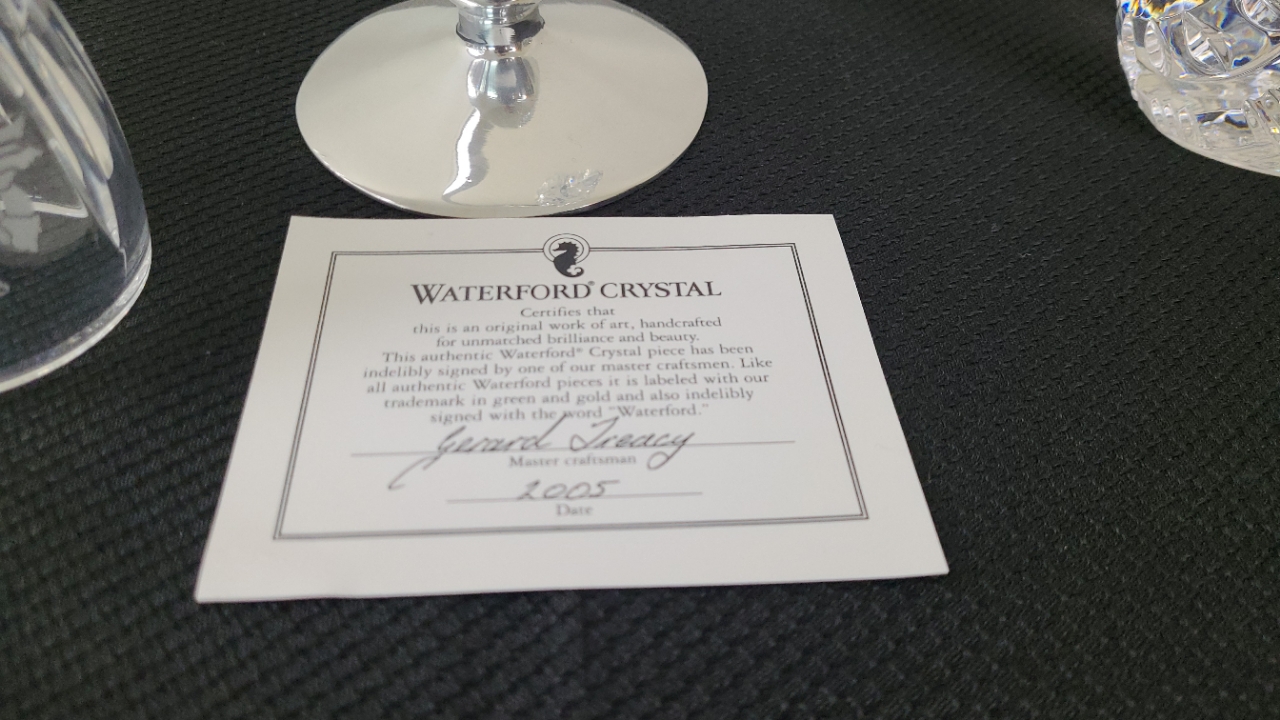 WATERFORD® CRYSTAL
Certifies that
this is an original work of art, handcrafted
for unmatched brilliance and beauty.
This authentic Waterford® Crystal piece has been
indelibly signed by one of our master craftsmen. Like
all authentic Waterford pieces it is labeled with our
trademark in green and gold and also indelibly
signed with the word "Waterford."
Gerard Treacy
Master craftsman
2005
Date